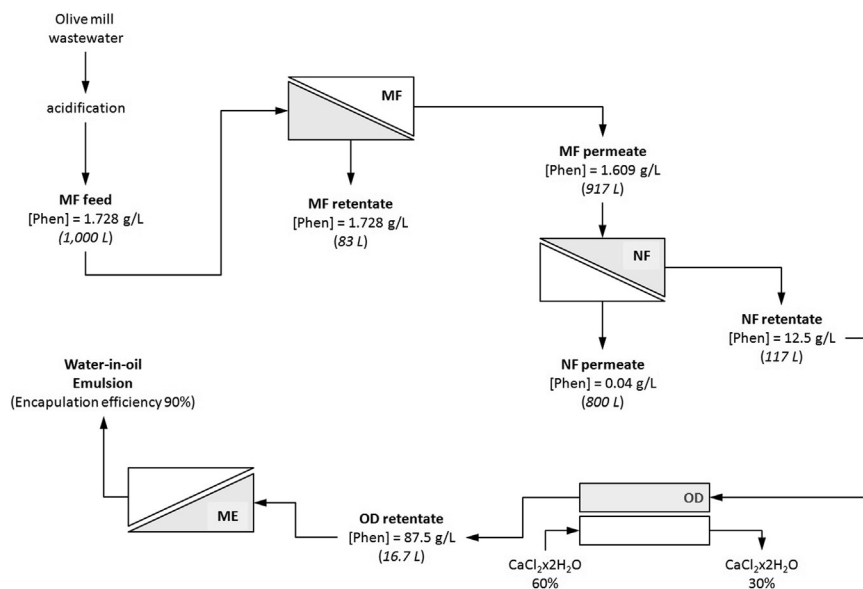 Olive mill
wastewater
acidification
MF feed
[Phen] = 1.728 g/L
(1,000 L)
MF
MF retentate
[Phen] = 1.728 g/L
(83 L)
MF permeate
[Phen] = 1.609 g/L
(917 L)
NF
NF retentate
[Phen] = 12.5 g/L
(117 L)
NF permeate
[Phen] = 0.04 g/L
(800 L)
Water-in-oil
Emulsion
(Encapulation efficiency 90%)
ME
OD retentate
[Phen] = 87.5 g/L
(16.7 L)
OD
CaCl₂x2H₂O
60%
CaCl₂x2H₂O
30%